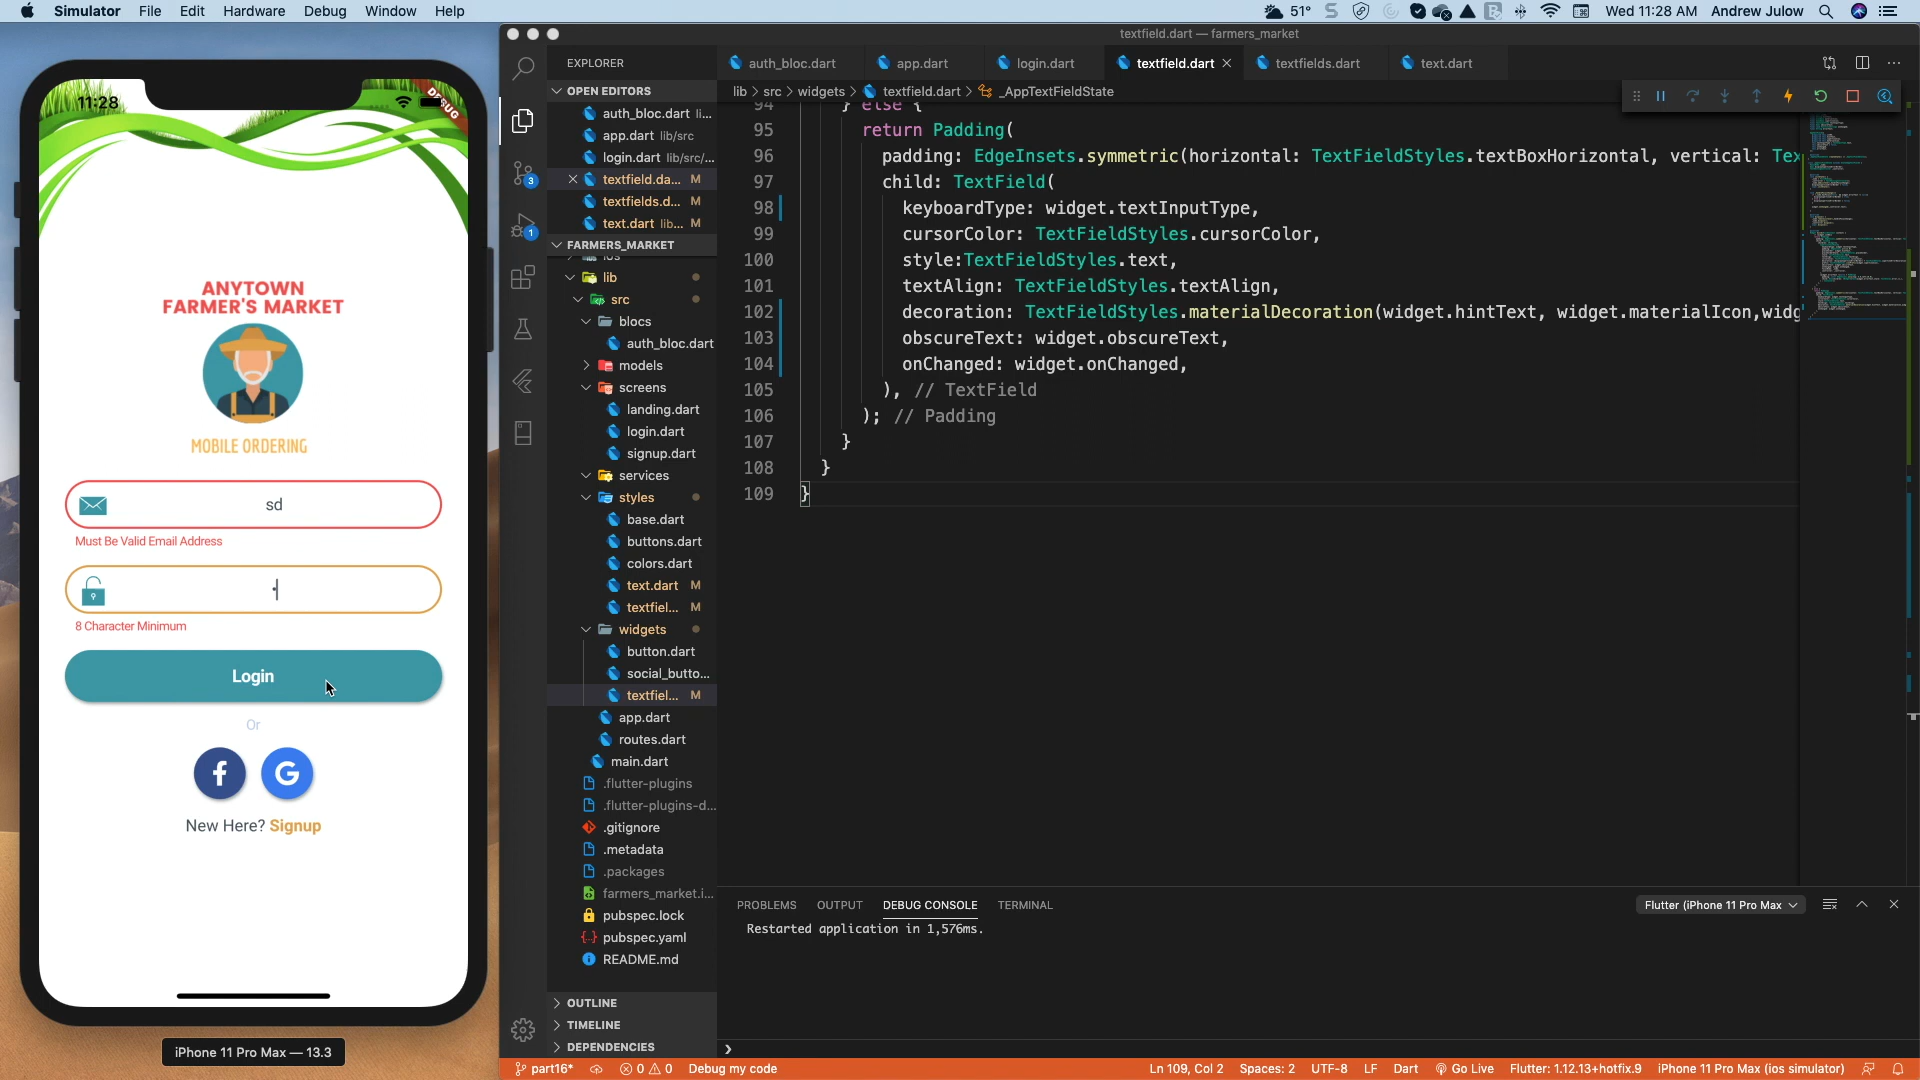 Simulator File Edit Hardware Debug Window Help
51°
Wed 11:28 AM Andrew Julow
11:28
DEBUG
ANYTOWN
FARMER'S MARKET
MOBILE ORDERING
sd
Must Be Valid Email Address
8 Character Minimum
Login
Or
New Here? Signup
iPhone 11 Pro Max — 13.3
textfield.dart — farmers_market
EXPLORER
OPEN EDITORS
auth_bloc.dart li...
app.dart lib/src
login.dart lib/src/...
textfield.da... M
textfields.d... M
text.dart lib... M
3
1
FARMERS_MARKET
ios
lib
src
blocs
auth_bloc.dart
models
screens
landing.dart
login.dart
signup.dart
services
styles
base.dart
buttons.dart
colors.dart
text.dart M
textfiel... M
widgets
button.dart
social_butto...
textfiel... M
app.dart
routes.dart
main.dart
.flutter-plugins
.flutter-plugins-d...
.gitignore
.metadata
.packages
farmers_market.i...
pubspec.lock
pubspec.yaml
README.md
OUTLINE
TIMELINE
DEPENDENCIES
auth_bloc.dart app.dart login.dart textfield.dart textfields.dart text.dart
lib > src > widgets > textfield.dart > _AppTextFieldState
94 } else {
95 return Padding(
96 padding: EdgeInsets.symmetric(horizontal: TextFieldStyles.textBoxHorizontal, vertical: Tex
97 child: TextField(
98 keyboardType: widget.textInputType,
99 cursorColor: TextFieldStyles.cursorColor,
100 style:TextFieldStyles.text,
101 textAlign: TextFieldStyles.textAlign,
102 decoration: TextFieldStyles.materialDecoration(widget.hintText, widget.materialIcon,widg
103 obscureText: widget.obscureText,
104 onChanged: widget.onChanged,
105 ), // TextField
106 ); // Padding
107 }
108 }
109 }
PROBLEMS OUTPUT DEBUG CONSOLE TERMINAL
Flutter (iPhone 11 Pro Max
Restarted application in 1,576ms.
part16* 0 0 Debug my code
Ln 109, Col 2 Spaces: 2 UTF-8 LF Dart Go Live Flutter: 1.12.13+hotfix.9 iPhone 11 Pro Max (ios simulator)